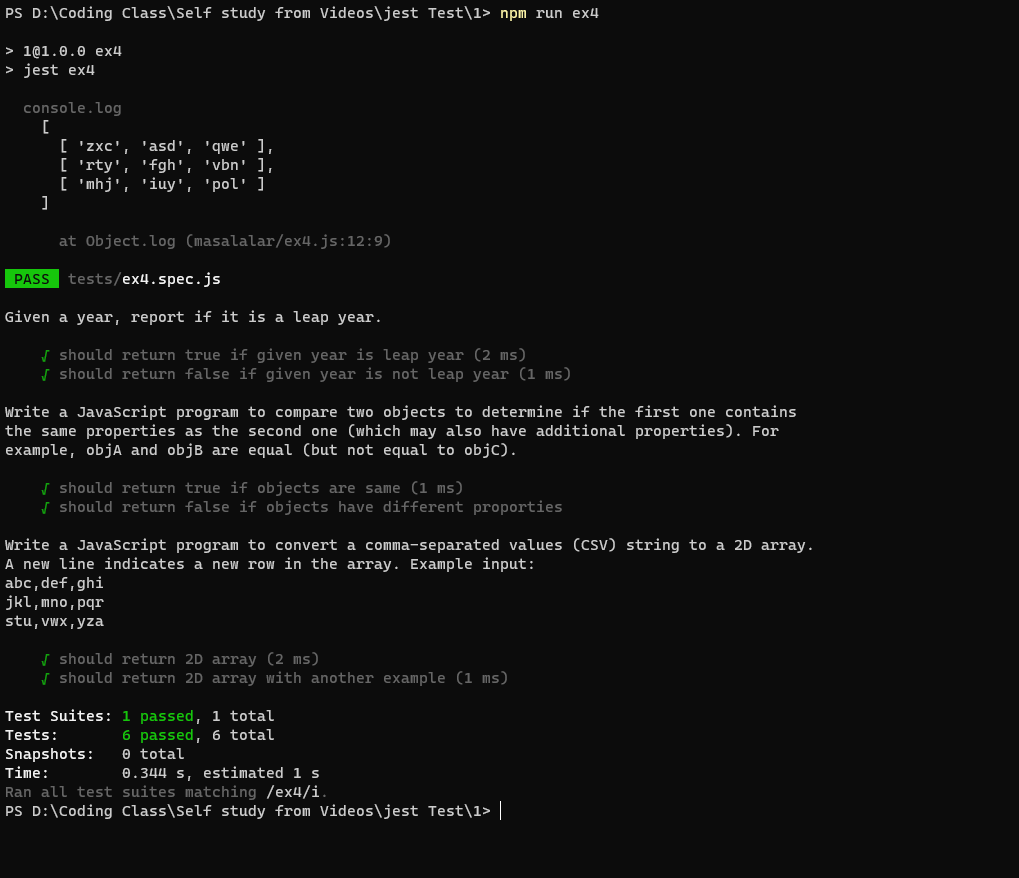 PS D:\Coding Class\Self study from Videos\jest Test\1> npm run ex4
> 1@1.0.0 ex4
> jest ex4
console.log
[
[ 'zxc', 'asd', 'qwe' ],
[ 'rty', 'fgh', 'vbn' ],
[ 'mhj', 'iuy', 'pol' ]
]
at Object.log (masalalar/ex4.js:12:9)
PASS tests/ex4.spec.js
Given a year, report if it is a leap year.
√ should return true if given year is leap year (2 ms)
√ should return false if given year is not leap year (1 ms)
Write a JavaScript program to compare two objects to determine if the first one contains
the same properties as the second one (which may also have additional properties). For
example, objA and objB are equal (but not equal to objC).
√ should return true if objects are same (1 ms)
√ should return false if objects have different proporties
Write a JavaScript program to convert a comma-separated values (CSV) string to a 2D array.
A new line indicates a new row in the array. Example input:
abc,def,ghi
jkl,mno,pqr
stu,vwx,yza
√ should return 2D array (2 ms)
√ should return 2D array with another example (1 ms)
Test Suites: 1 passed, 1 total
Tests: 6 passed, 6 total
Snapshots: 0 total
Time: 0.344 s, estimated 1 s
Ran all test suites matching /ex4/i.
PS D:\Coding Class\Self study from Videos\jest Test\1>